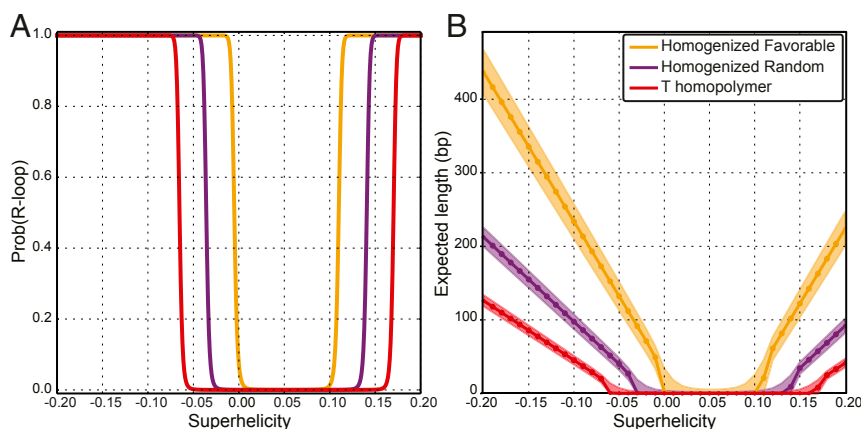 A
Prob(R-loop)
1.0
0.8
0.6
0.4
0.2
0.0
-0.20 -0.15 -0.10 -0.05 0.00 0.05 0.10 0.15 0.20
Superhelicity
B
Homogenized Favorable
Homogenized Random
T homopolymer
Expected length (bp)
400
300
200
100
0
-0.20 -0.15 -0.10 -0.05 0.00 0.05 0.10 0.15 0.20
Superhelicity